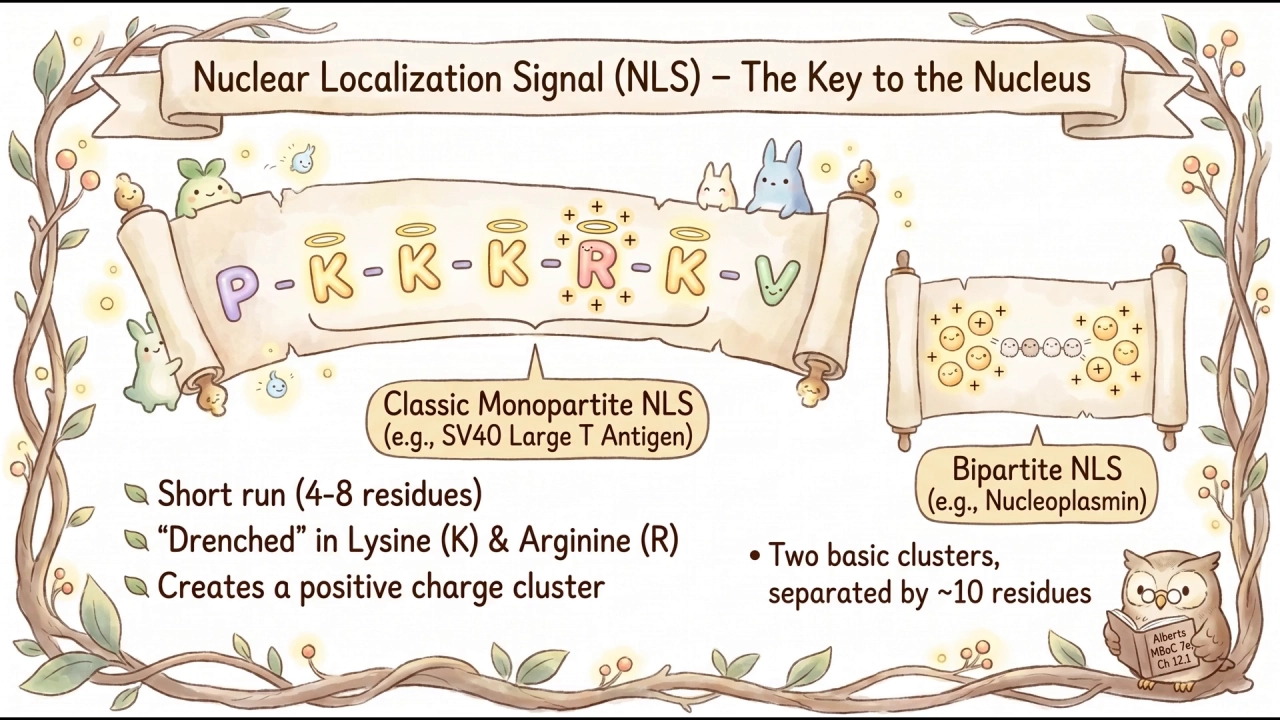 Nuclear Localization Signal (NLS) – The Key to the Nucleus
P-K-K-K-R-K-V
Classic Monopartite NLS
(e.g., SV40 Large T Antigen)
Short run (4-8 residues)
“Drenched” in Lysine (K) & Arginine (R)
Creates a positive charge cluster
Bipartite NLS
(e.g., Nucleoplasmin)
• Two basic clusters,
separated by ~10 residues
Alberts
MBoC 7e,
Ch 12.1